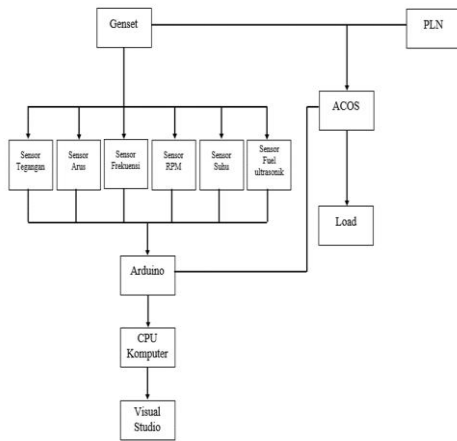 Genset
PLN
ACOS
Sensor
Tegangan
Sensor
Arus
Sensor
Frekuensi
Sensor
RPM
Sensor
Suhu
Sensor
Fuel
ultrasonik
Load
Arduino
CPU
Komputer
Visual
Studio